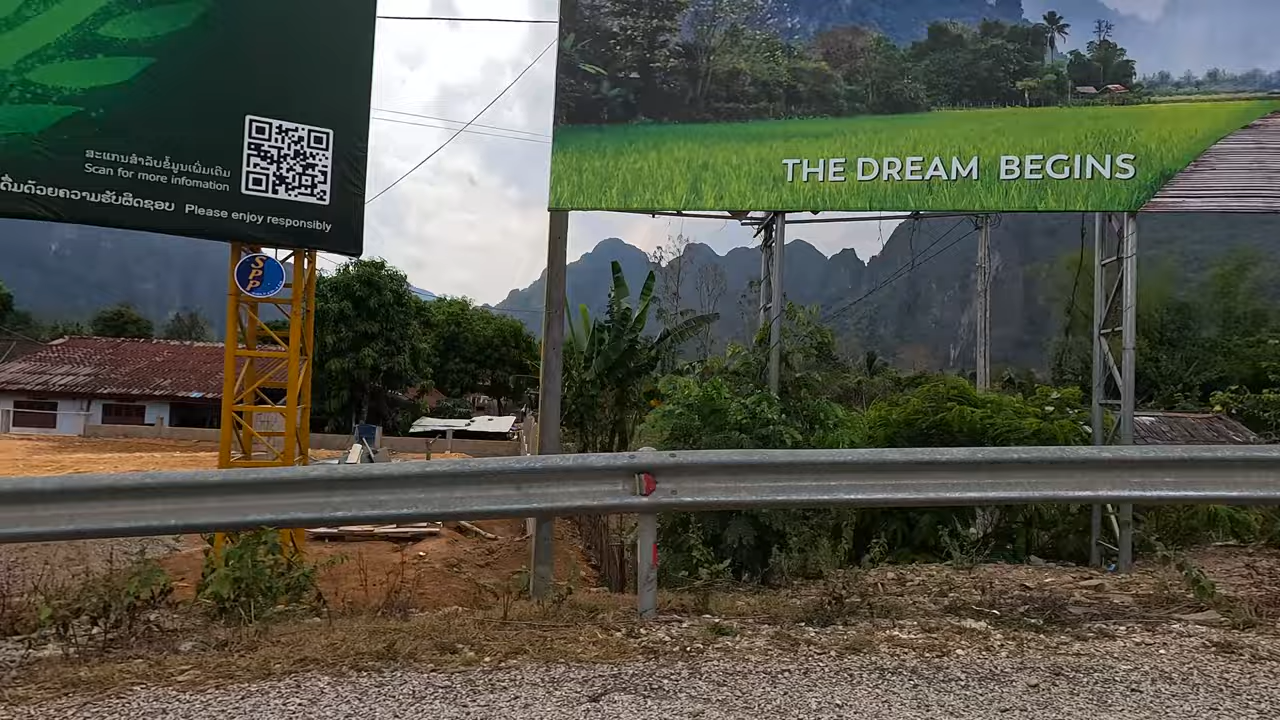 ສະແກນສຳລັບຂໍ້ມູນເພີ່ມເຕີມ
Scan for more infomation
ດື່ມດ້ວຍຄວາມຮັບຜິດຊອບ Please enjoy responsibly
SPP
THE DREAM BEGINS